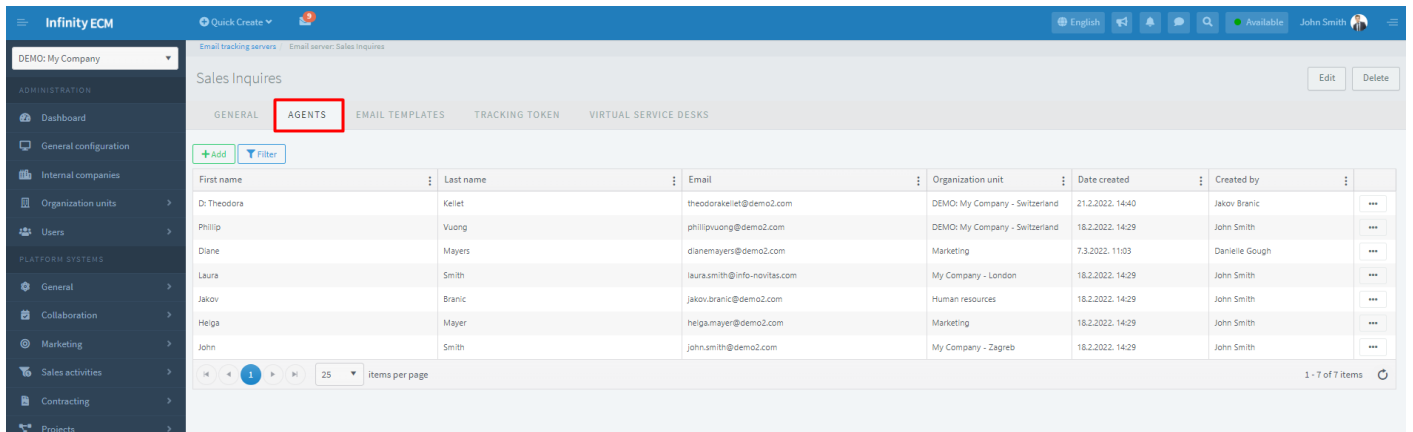 Infinity ECM
Quick Create
9
English
Available
John Smith
DEMO: My Company
ADMINISTRATION
Dashboard
General configuration
Internal companies
Organization units
Users
PLATFORM SYSTEMS
General
Collaboration
Marketing
Sales activities
Contracting
Projects
Email tracking servers / Email server: Sales Inquires
Sales Inquires
Edit Delete
GENERAL AGENTS EMAIL TEMPLATES TRACKING TOKEN VIRTUAL SERVICE DESKS
+ Add Filter
First name Last name Email Organization unit Date created Created by
D: Theodora Kellet theodorakellet@demo2.com DEMO: My Company - Switzerland 21.2.2022. 14:40 Jakov Branic
Phillip Vuong phillipvuong@demo2.com DEMO: My Company - Switzerland 18.2.2022. 14:29 John Smith
Diane Mayers dianemayers@demo2.com Marketing 7.3.2022. 11:03 Danielle Gough
Laura Smith laura.smith@info-novitas.com My Company - London 18.2.2022. 14:29 John Smith
Jakov Branic jakov.branic@demo2.com Human resources 18.2.2022. 14:29 John Smith
Helga Mayer helga.mayer@demo2.com Marketing 18.2.2022. 14:29 John Smith
John Smith john.smith@demo2.com My Company - Zagreb 18.2.2022. 14:29 John Smith
1 25 items per page 1 - 7 of 7 items